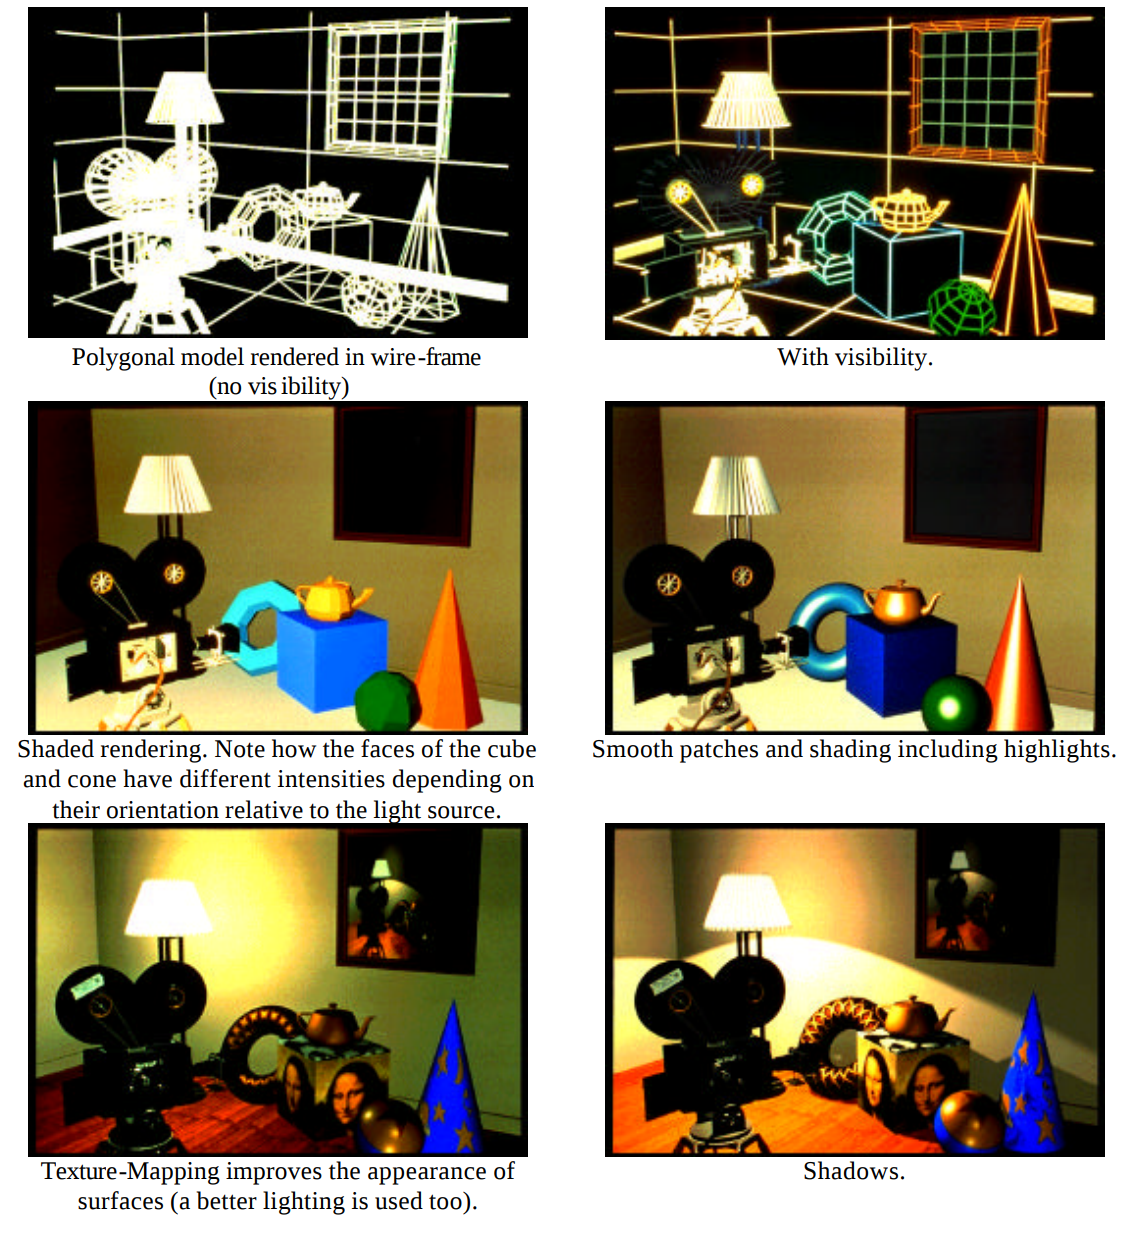 Polygonal model rendered in wire-frame
(no vis ibility)
With visibility.
Shaded rendering. Note how the faces of the cube
and cone have different intensities depending on
their orientation relative to the light source.
Smooth patches and shading including highlights.
Texture-Mapping improves the appearance of
surfaces (a better lighting is used too).
Shadows.